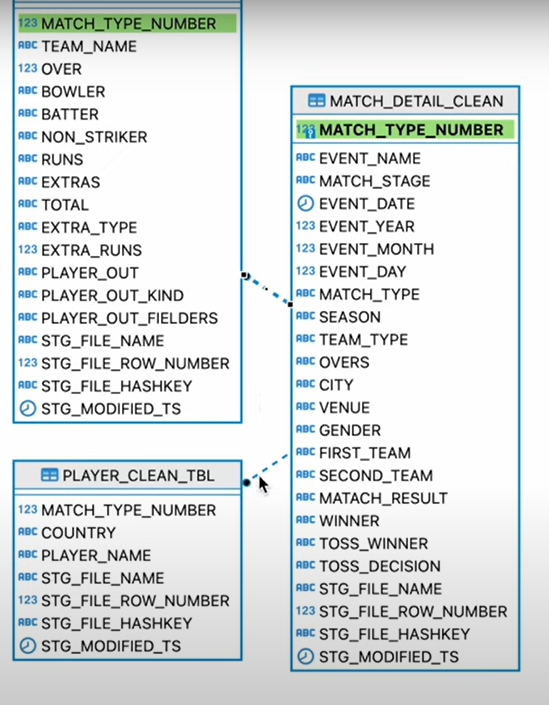 123 MATCH_TYPE_NUMBER
ABC TEAM_NAME
123 OVER
ABC BOWLER
ABC BATTER
ABC NON_STRIKER
ABC RUNS
ABC EXTRAS
ABC TOTAL
ABC EXTRA_TYPE
123 EXTRA_RUNS
ABC PLAYER_OUT
ABC PLAYER_OUT_KIND
ABC PLAYER_OUT_FIELDERS
ABC STG_FILE_NAME
123 STG_FILE_ROW_NUMBER
ABC STG_FILE_HASHKEY
STG_MODIFIED_TS
PLAYER_CLEAN_TBL
123 MATCH_TYPE_NUMBER
ABC COUNTRY
ABC PLAYER_NAME
ABC STG_FILE_NAME
123 STG_FILE_ROW_NUMBER
ABC STG_FILE_HASHKEY
STG_MODIFIED_TS
MATCH_DETAIL_CLEAN
123 MATCH_TYPE_NUMBER
ABC EVENT_NAME
ABC MATCH_STAGE
EVENT_DATE
123 EVENT_YEAR
123 EVENT_MONTH
123 EVENT_DAY
ABC MATCH_TYPE
ABC SEASON
ABC TEAM_TYPE
ABC OVERS
ABC CITY
ABC VENUE
ABC GENDER
ABC FIRST_TEAM
ABC SECOND_TEAM
ABC MATACH_RESULT
ABC WINNER
ABC TOSS_WINNER
ABC TOSS_DECISION
ABC STG_FILE_NAME
123 STG_FILE_ROW_NUMBER
ABC STG_FILE_HASHKEY
STG_MODIFIED_TS